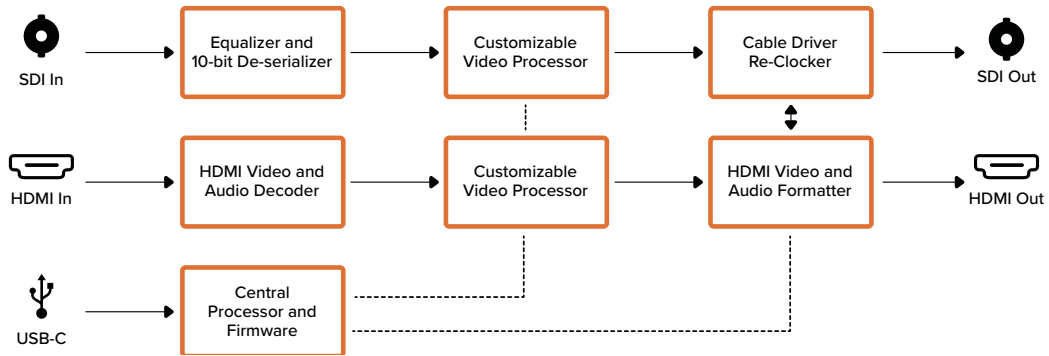 SDI In
Equalizer and
10-bit De-serializer
Customizable
Video Processor
Cable Driver
Re-Clocker
SDI Out
HDMI In
HDMI Video and
Audio Decoder
Customizable
Video Processor
HDMI Video and
Audio Formatter
HDMI Out
USB-C
Central
Processor and
Firmware